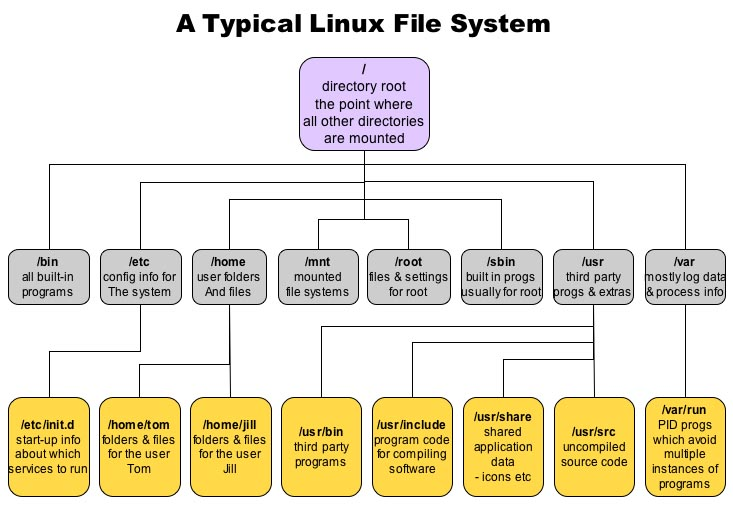 A Typical Linux File System
/
directory root
the point where
all other directories
are mounted
/bin
all built-in
programs
/etc
config info for
The system
/home
user folders
And files
/mnt
mounted
file systems
/root
files & settings
for root
/sbin
built in progs
usually for root
/usr
third party
progs & extras
/var
mostly log data
& process info
/etc/init.d
start-up info
about which
services to run
/home/tom
folders & files
for the user
Tom
/home/jill
folders & files
for the user
Jill
/usr/bin
third party
programs
/usr/include
program code
for compiling
software
/usr/share
shared
application
data
- icons etc
/usr/src
uncompiled
source code
/var/run
PID progs
which avoid
multiple
instances of
programs